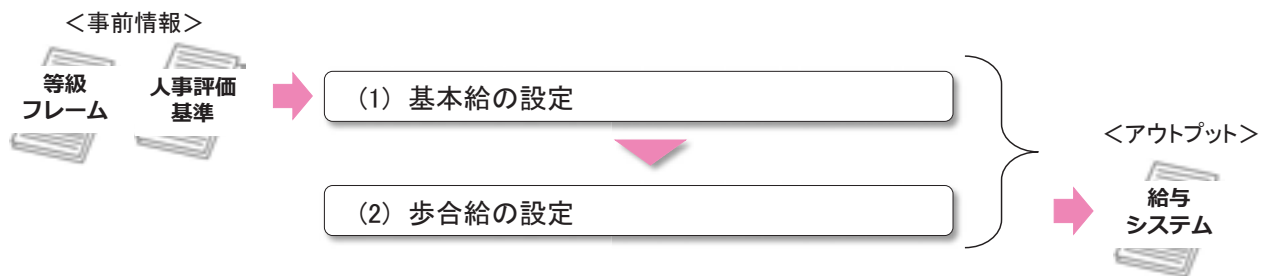 ＜事前情報＞
等級
フレーム
人事評価
基準
（1）基本給の設定
（2）歩合給の設定
＜アウトプット＞
給与
システム